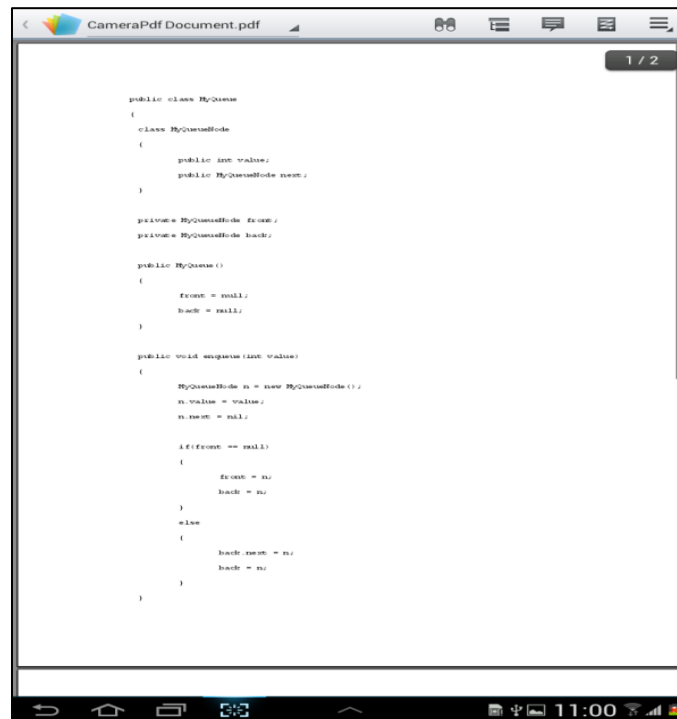 CameraPdf Document.pdf
1 / 2
public class MyQueue
{
class MyQueueNode
{
public int value;
public MyQueueNode next;
}
private MyQueueNode front;
private MyQueueNode back;
public MyQueue()
{
front = null;
back = null;
}
public void enqueue(int value)
{
MyQueueNode n = new MyQueueNode();
n.value = value;
n.next = nil;
if(front == null)
{
front = n;
back = n;
}
else
{
back.next = n;
back = n;
}
}
11:00